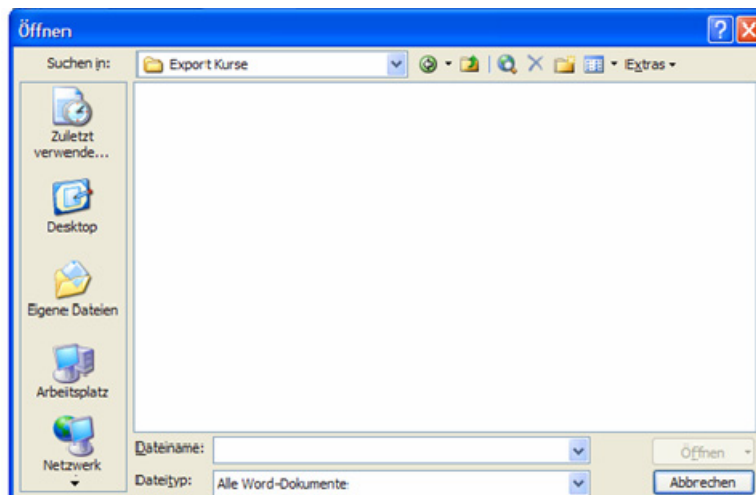 Öffnen
Suchen in:
Export Kurse
Extras
Zuletzt
verwende...
Desktop
Eigene Dateien
Arbeitsplatz
Netzwerk
Dateiname:
Öffnen
Dateityp:
Alle Word-Dokumente
Abbrechen